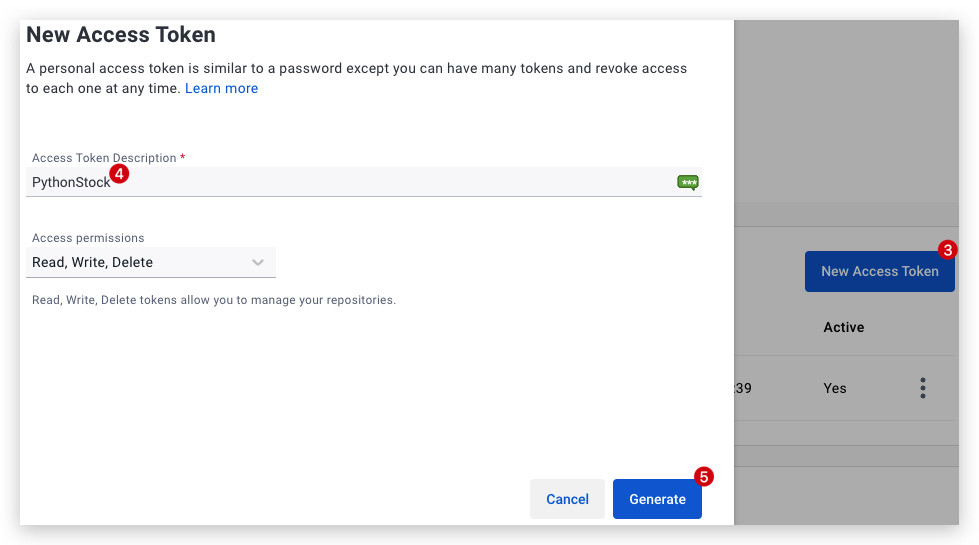 New Access Token
A personal access token is similar to a password except you can have many tokens and revoke access
to each one at any time. Learn more
Access Token Description *
PythonStock
4
***
Access permissions
Read, Write, Delete
Read, Write, Delete tokens allow you to manage your repositories.
Cancel
Generate
5
3
New Access Token
Active
:39
Yes